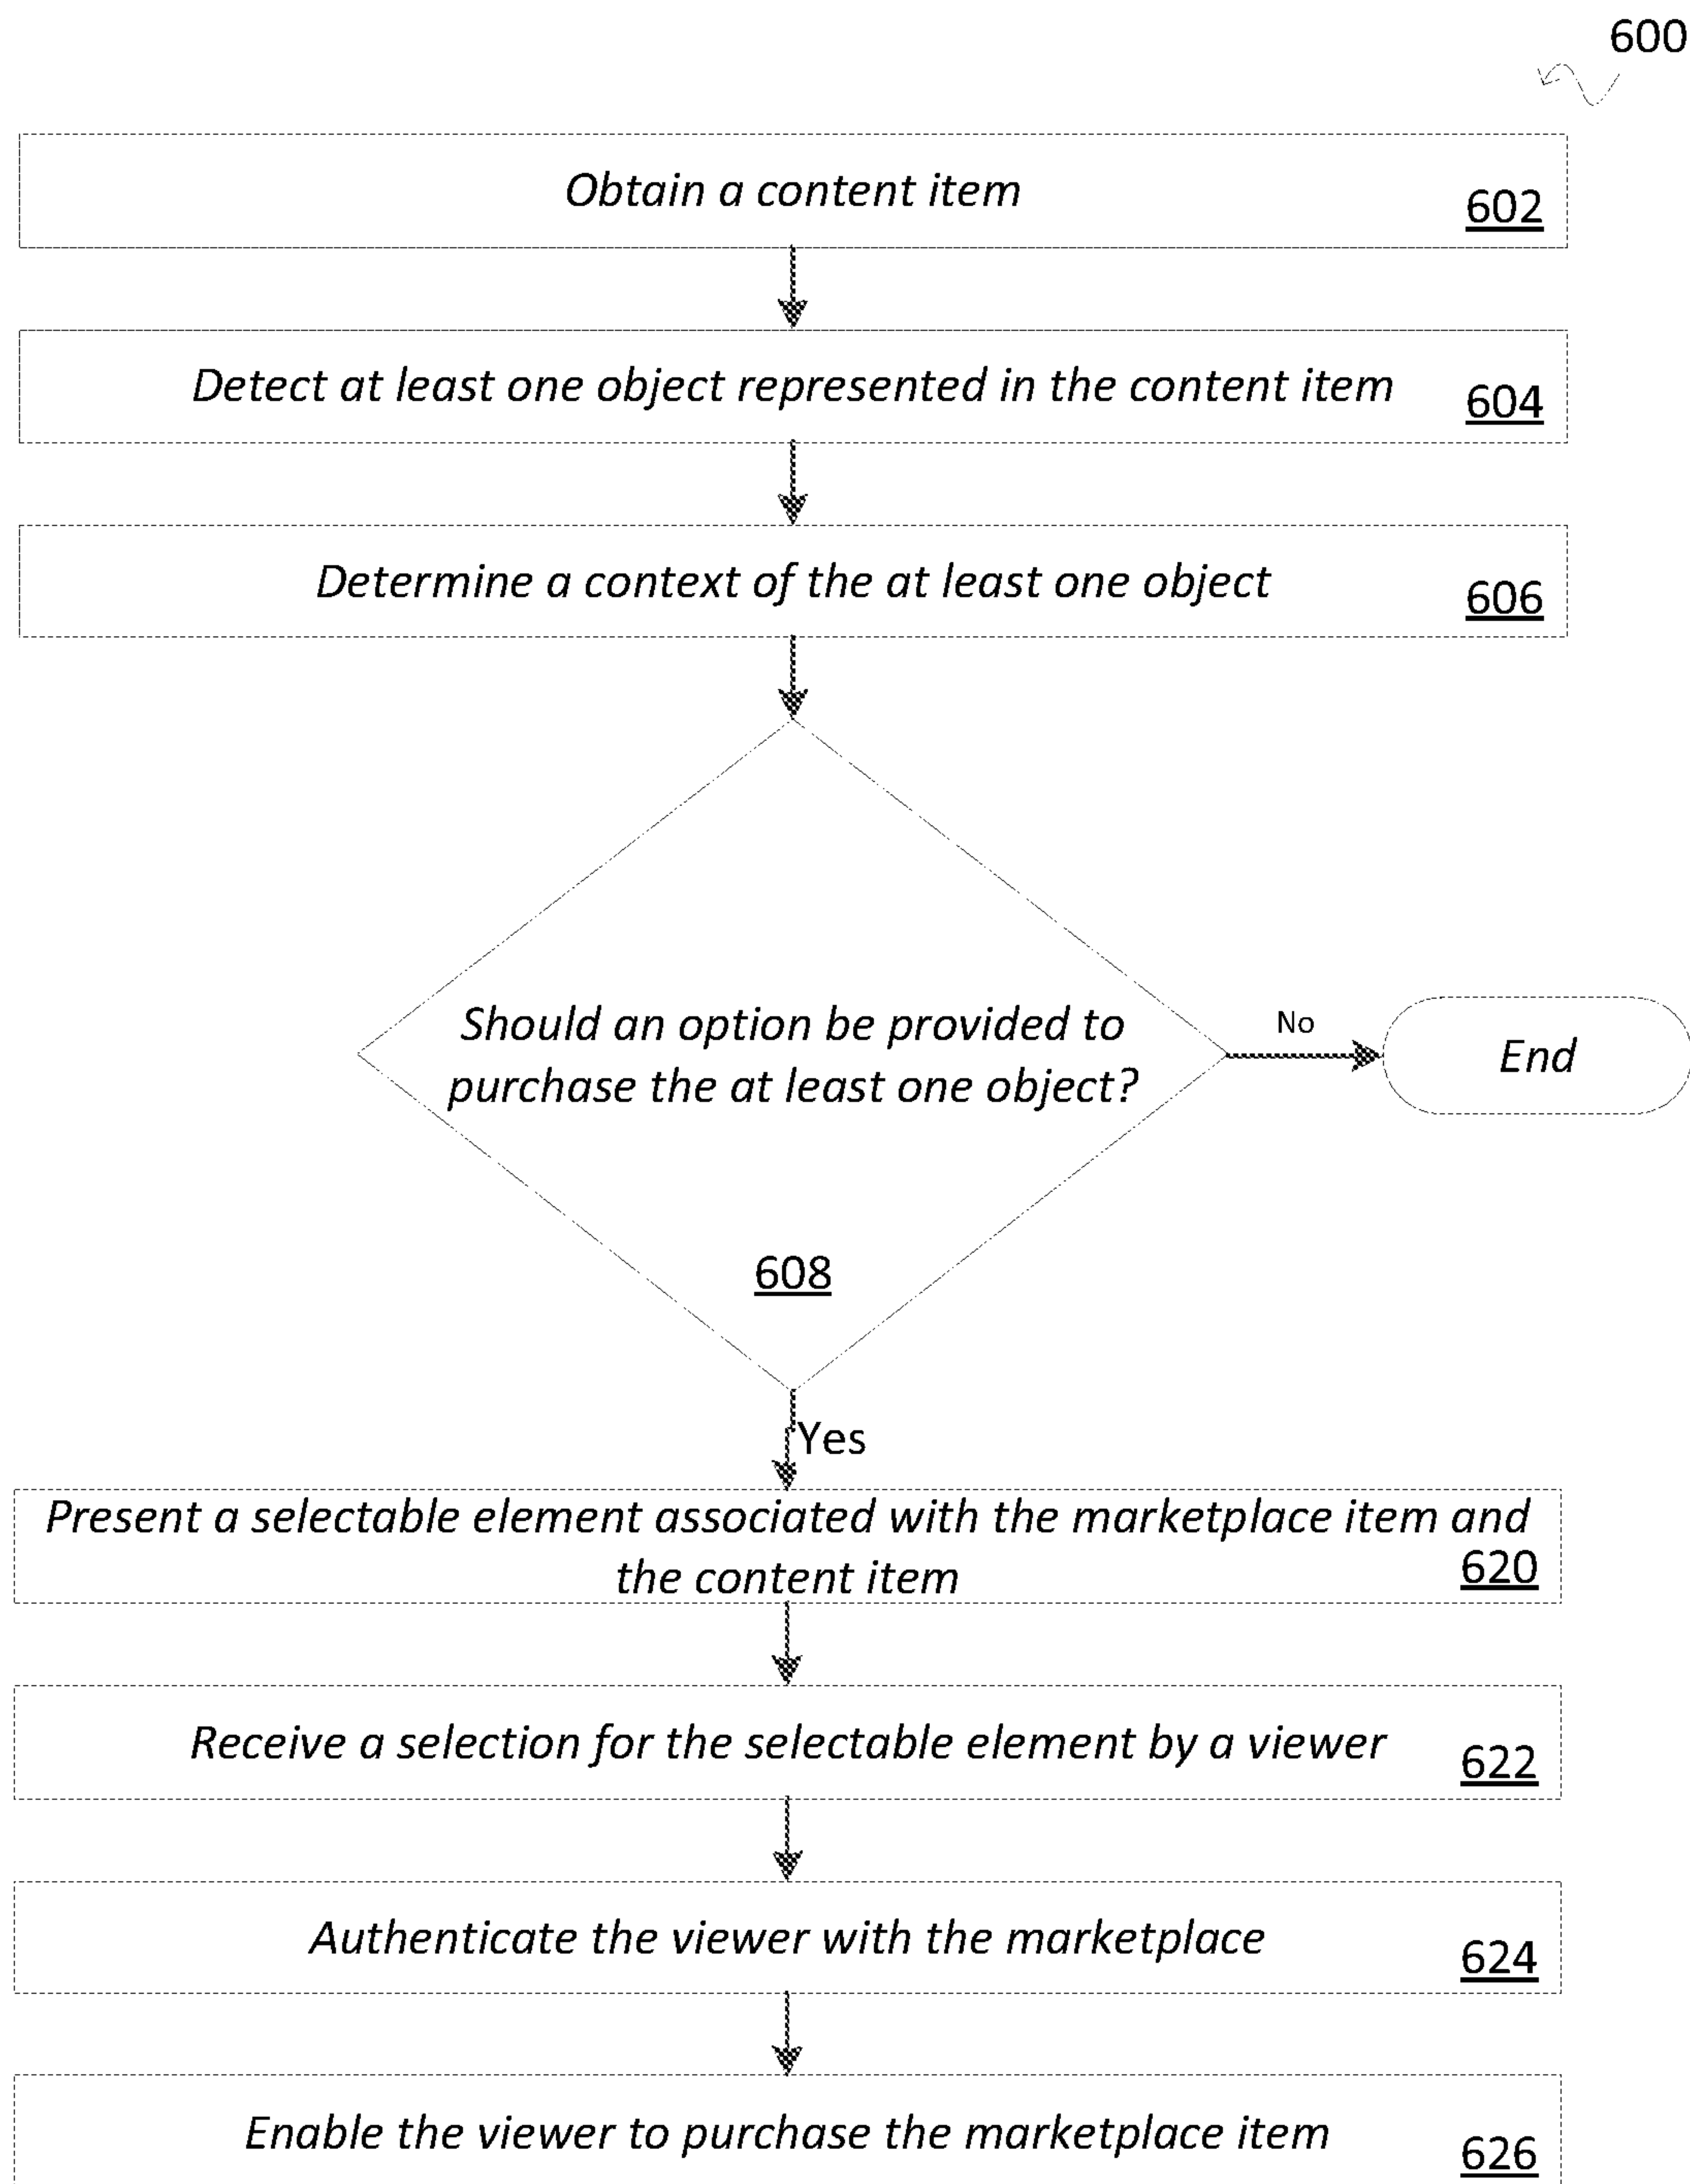 600
Obtain a content item
602
Detect at least one object represented in the content item
604
Determine a context of the at least one object
606
Should an option be provided to
purchase the at least one object?
608
No
End
Yes
Present a selectable element associated with the marketplace item and
the content item
620
Receive a selection for the selectable element by a viewer
622
Authenticate the viewer with the marketplace
624
Enable the viewer to purchase the marketplace item
626